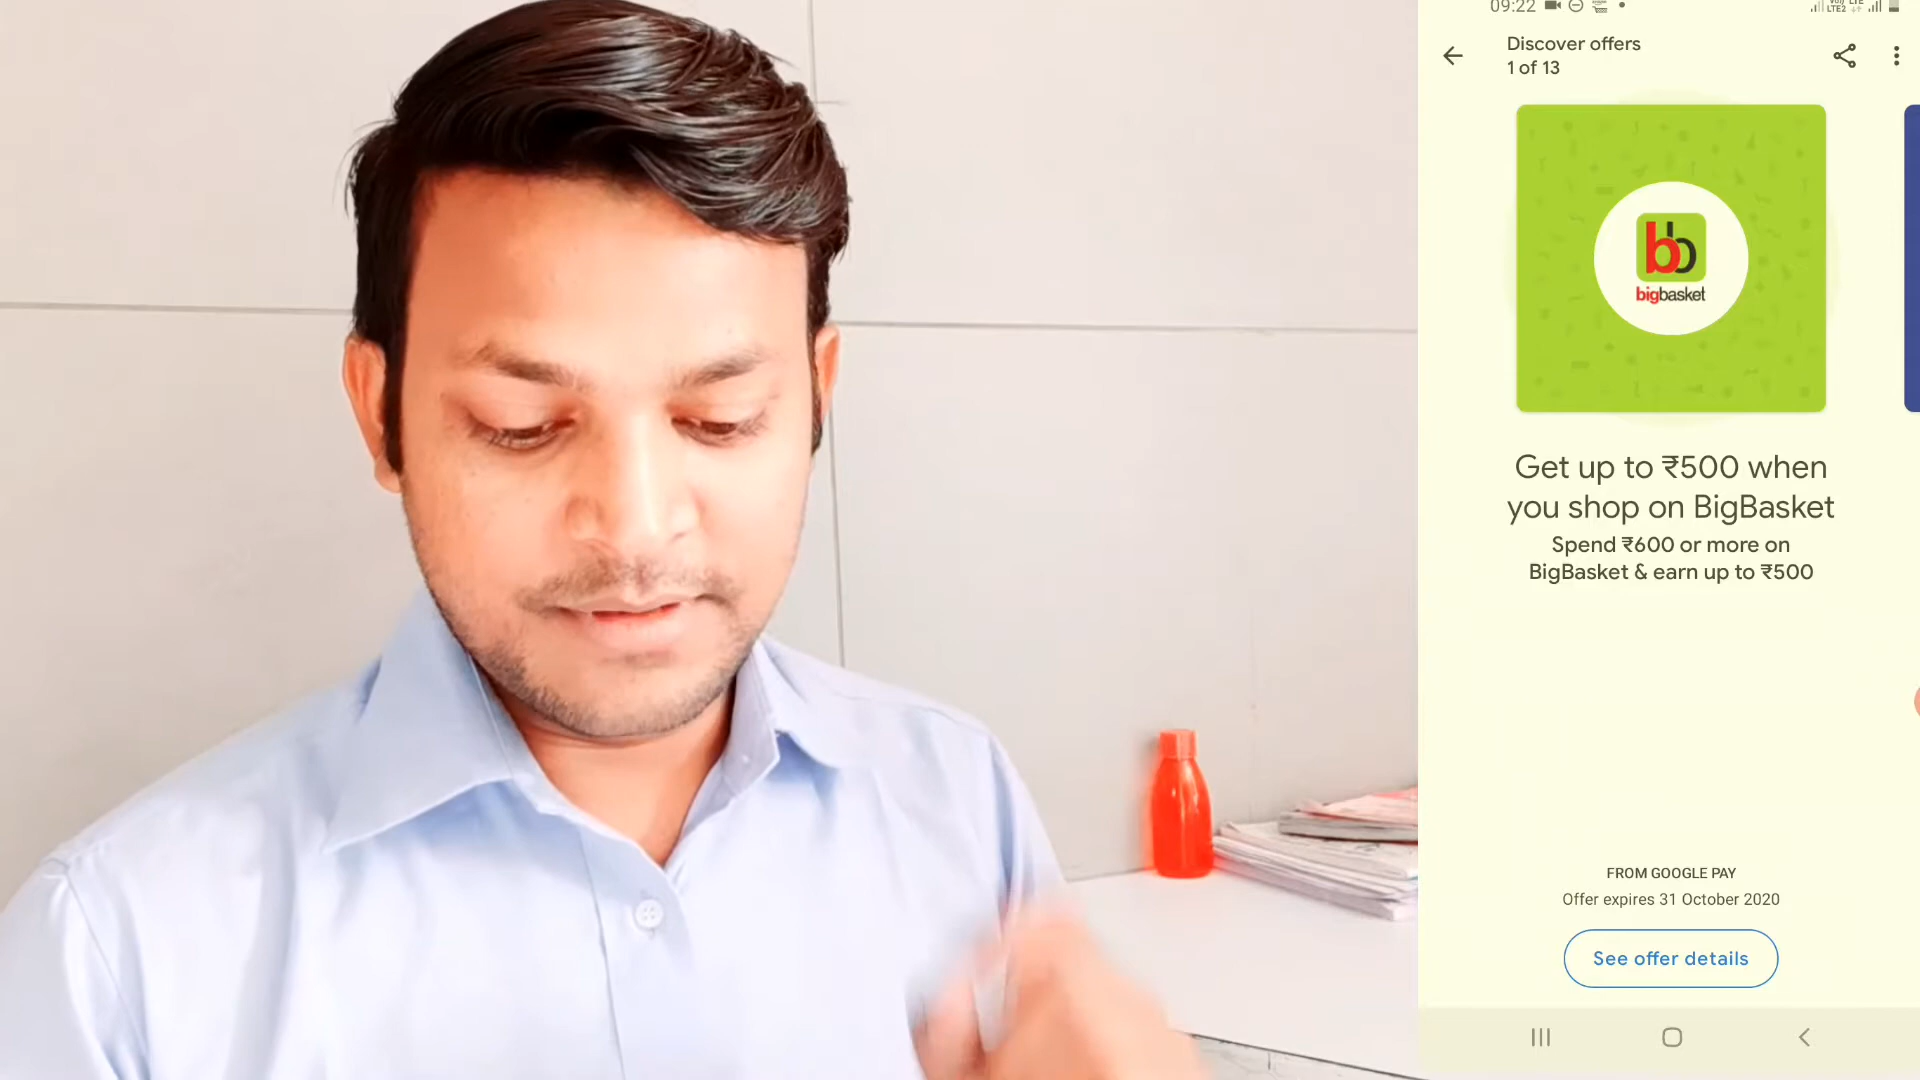 09:22
Discover offers
1 of 13
bb
bigbasket
Get up to ₹500 when
you shop on BigBasket
Spend ₹600 or more on
BigBasket & earn up to ₹500
FROM GOOGLE PAY
Offer expires 31 October 2020
See offer details